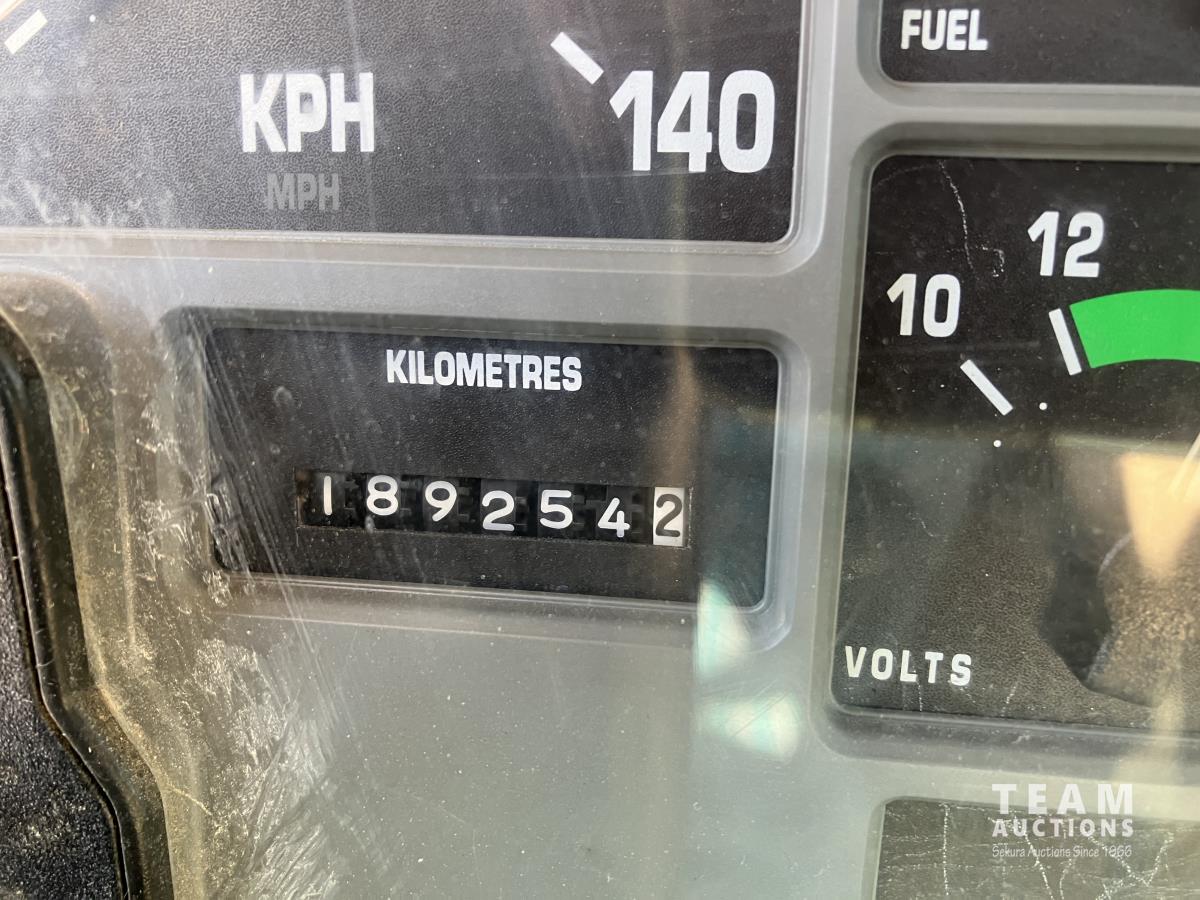 FUEL
KPH
140
MPH
12
10
KILOMETRES
1892542
VOLTS
TEAM
AUCTIONS
Sekura Auctions Since 1966